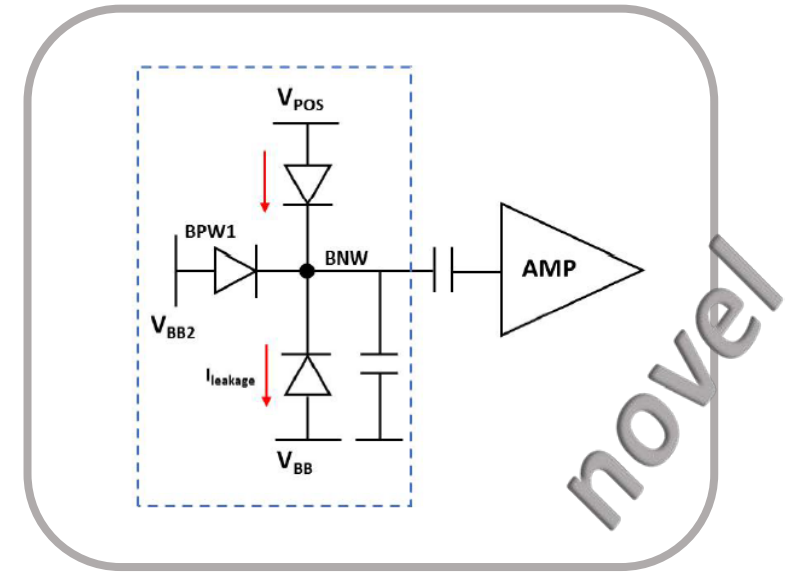 V_POS
BPW1
BNW
AMP
V_BB2
I_leakage
V_BB
novel